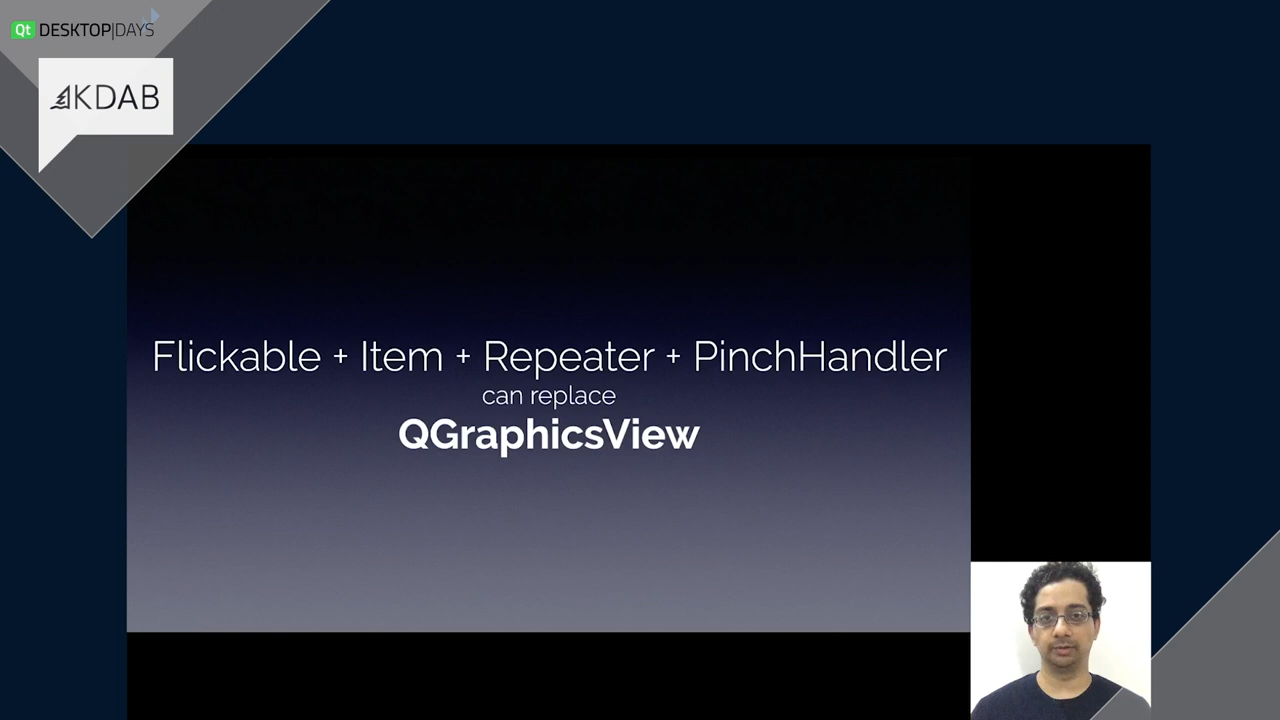 Qt DESKTOP|DAYS
KDAB
Flickable + Item + Repeater + PinchHandler
can replace
QGraphicsView